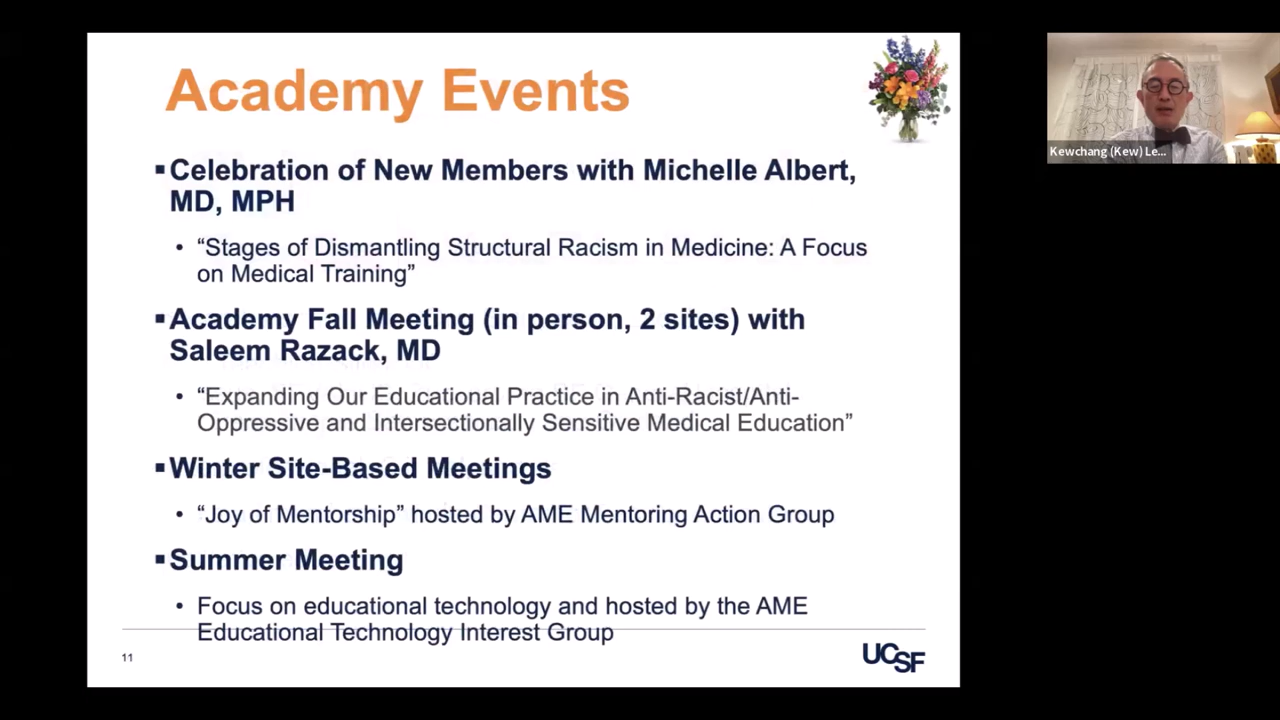 Academy Events
▪Celebration of New Members with Michelle Albert,
MD, MPH
• “Stages of Dismantling Structural Racism in Medicine: A Focus
on Medical Training”
▪Academy Fall Meeting (in person, 2 sites) with
Saleem Razack, MD
• “Expanding Our Educational Practice in Anti-Racist/Anti-
Oppressive and Intersectionally Sensitive Medical Education”
▪Winter Site-Based Meetings
• “Joy of Mentorship” hosted by AME Mentoring Action Group
▪Summer Meeting
• Focus on educational technology and hosted by the AME
Educational Technology Interest Group
11
UCSF
Kewchang (Kew) Le...